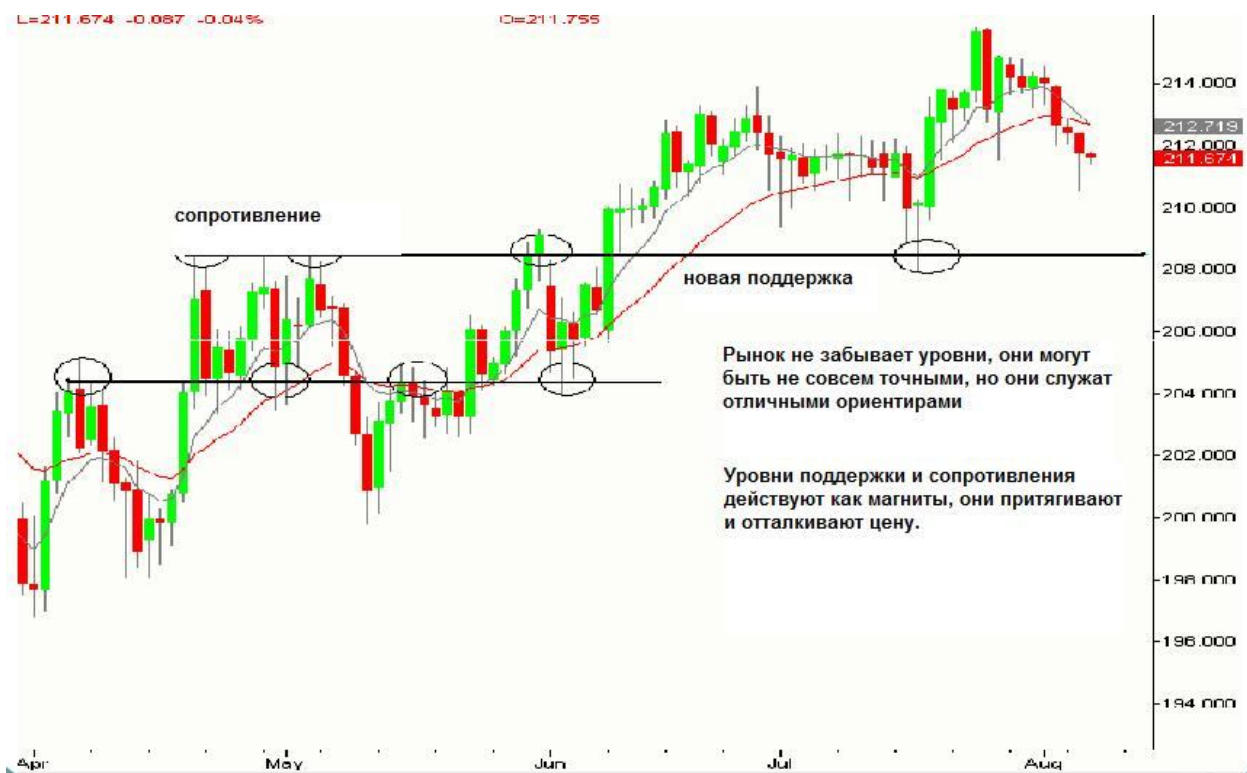 L=211.674 -0.087 -0.04% O=211.755
214.000
212.719
212.000
211.674
сопротивление
210.000
208.000
новая поддержка
206.000
Рынок не забывает уровни, они могут
быть не совсем точными, но они служат
отличными ориентирами
204.000
202.000
Уровни поддержки и сопротивления
действуют как магниты, они притягивают
и отталкивают цену.
200.000
198.000
196.000
194.000
Apr May Jun Jul Aug